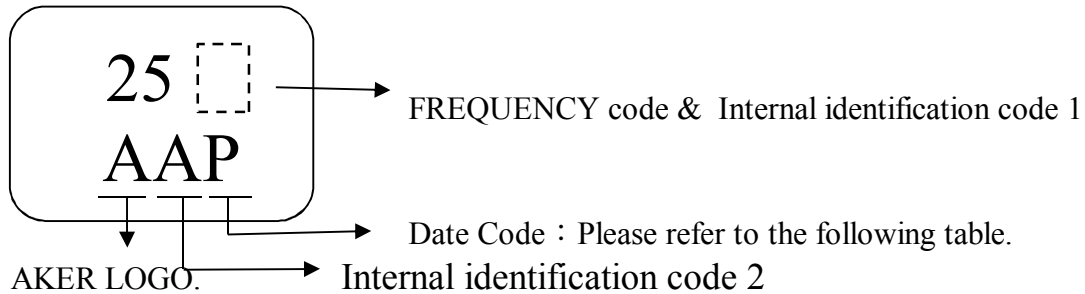 25
FREQUENCY code & Internal identification code 1
AAP
Date Code：Please refer to the following table.
AKER LOGO.
Internal identification code 2